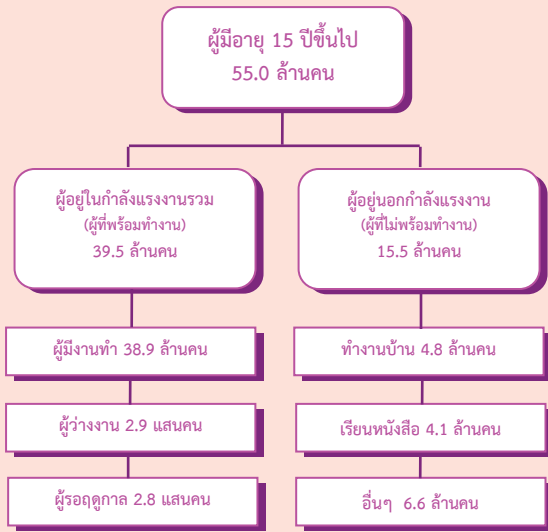 ผู้มีอายุ 15 ปีขึ้นไป
55.0 ล้านคน
ผู้อยู่ในกำลังแรงงานรวม
(ผู้ที่พร้อมทำงาน)
39.5 ล้านคน
ผู้อยู่นอกกำลังแรงงาน
(ผู้ที่ไม่พร้อมทำงาน)
15.5 ล้านคน
ผู้มีงานทำ 38.9 ล้านคน
ทำงานบ้าน 4.8 ล้านคน
ผู้ว่างงาน 2.9 แสนคน
เรียนหนังสือ 4.1 ล้านคน
ผู้รอฤดูกาล 2.8 แสนคน
อื่นๆ 6.6 ล้านคน